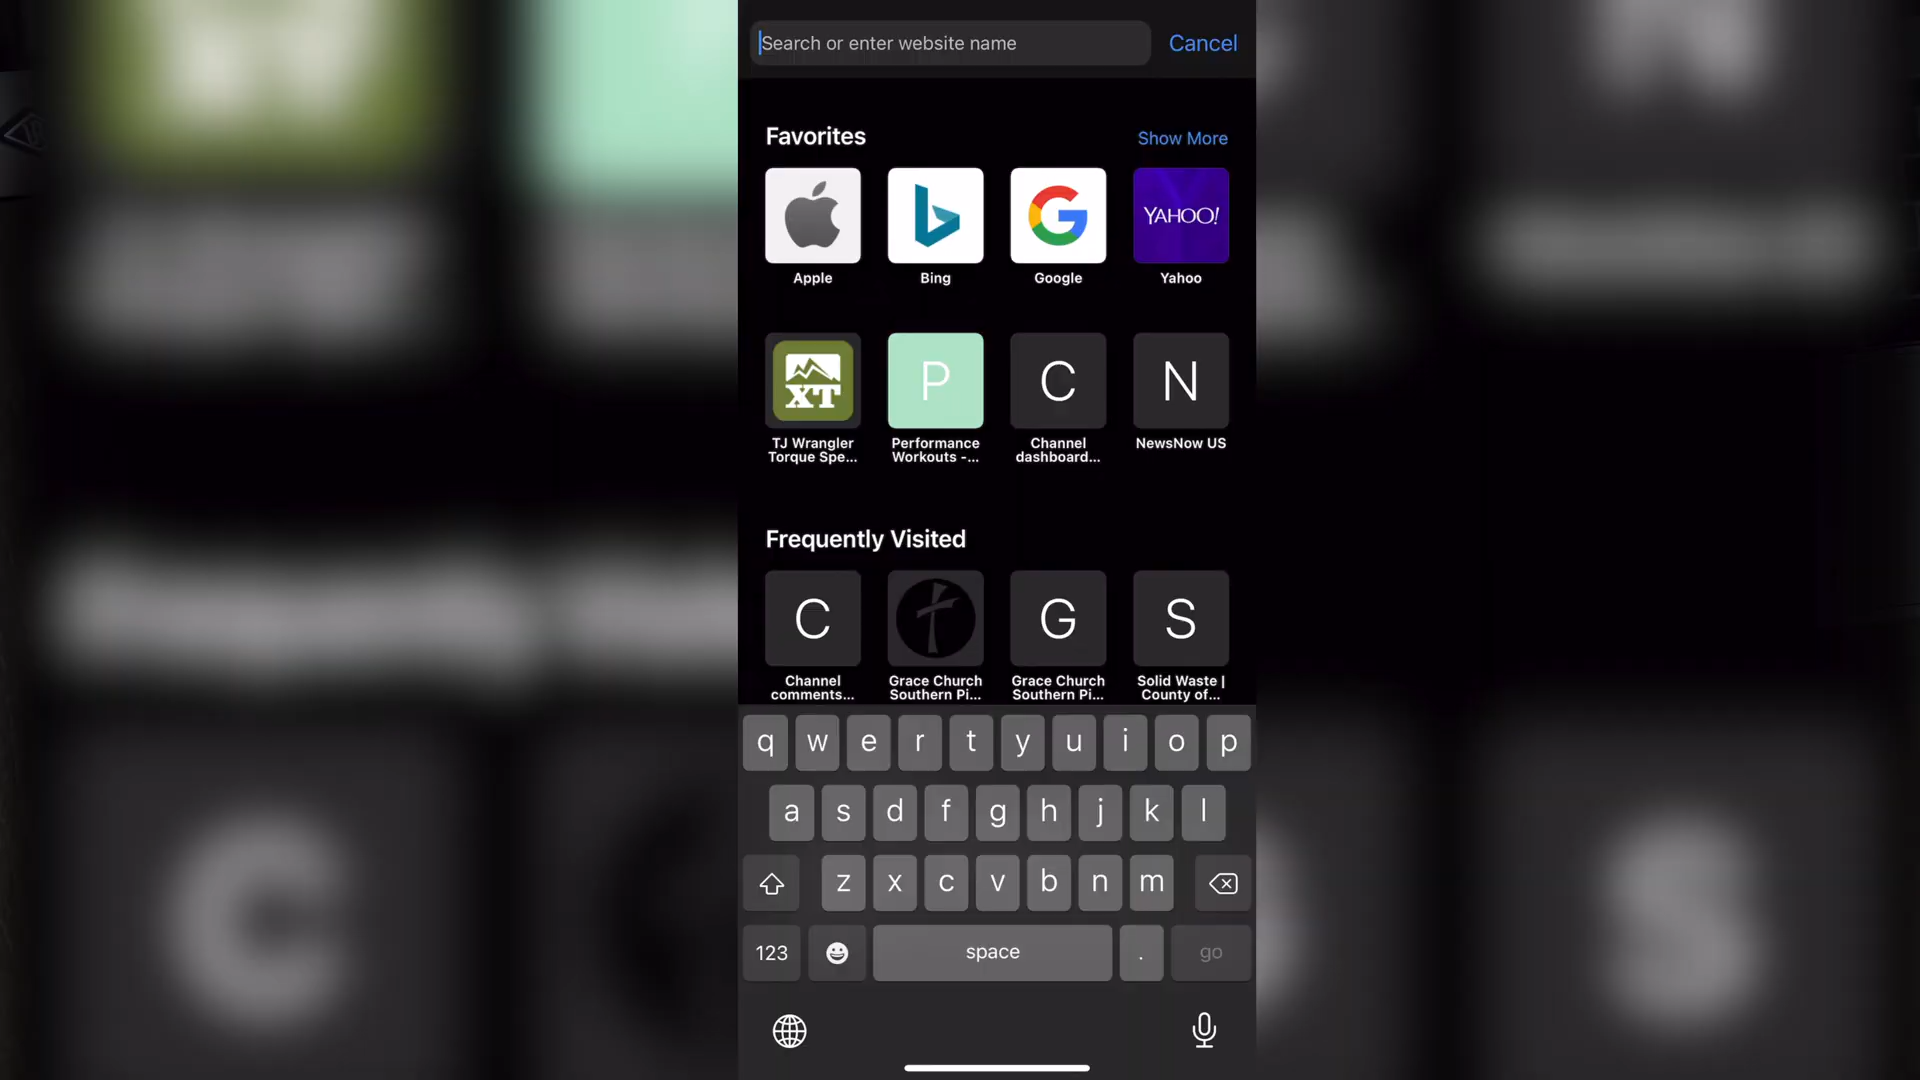 Search or enter website name
Cancel
Favorites
Show More
YAHOO!
Apple
Bing
Google
Yahoo
XT
P
C
N
TJ Wrangler
Torque Spe...
Performance
Workouts -...
Channel
dashboard...
NewsNow US
Frequently Visited
C
G
S
Channel
comments...
Grace Church
Southern Pi...
Grace Church
Southern Pi...
Solid Waste |
County of...
q w e r t y u i o p
a s d f g h j k l
z x c v b n m
123
space
.
go